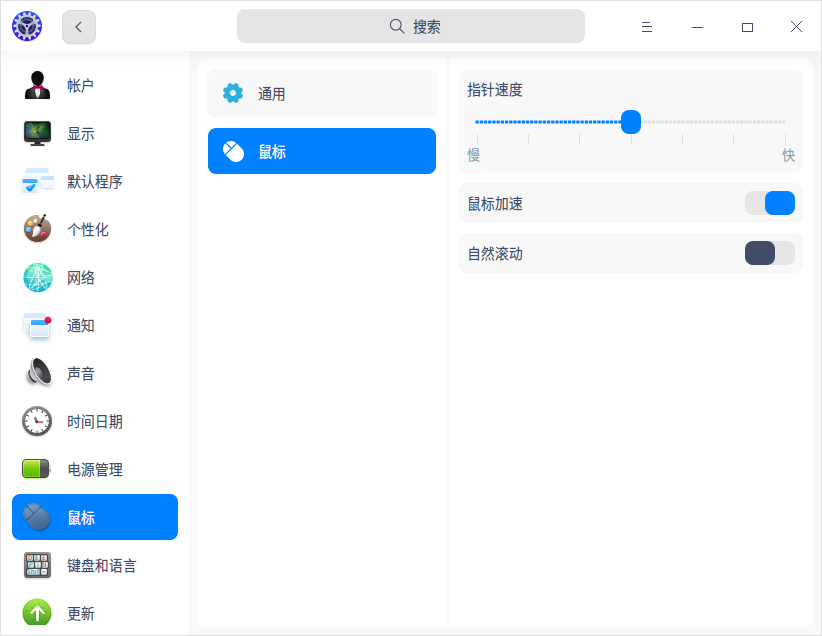 搜索
帐户
显示
默认程序
个性化
网络
通知
声音
时间日期
电源管理
鼠标
键盘和语言
更新
通用
鼠标
指针速度
慢 快
鼠标加速
自然滚动